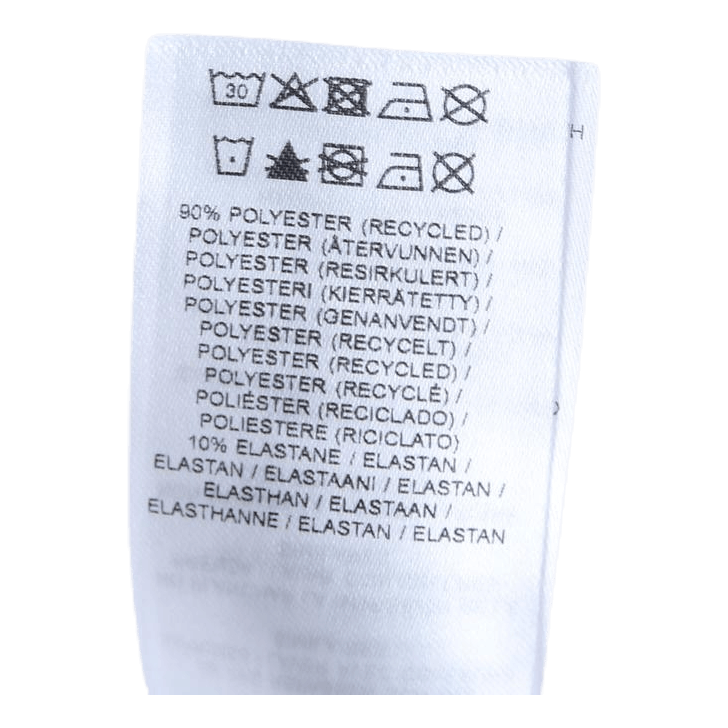 30
90% POLYESTER (RECYCLED) /
POLYESTER (ÅTERVUNNEN) /
POLYESTER (RESIRKULERT) /
POLYESTERI (KIERRÄTETTY) /
POLYESTER (GENANVENDT) /
POLYESTER (RECYCELT) /
POLYESTER (RECYCLED) /
POLYESTER (RECYCLÉ) /
POLIÉSTER (RECICLADO) /
POLIESTERE (RICICLATO)
10% ELASTANE / ELASTAN /
ELASTAN / ELASTAANI / ELASTAN /
ELASTHAN / ELASTAAN /
ELASTHANNE / ELASTAN / ELASTAN